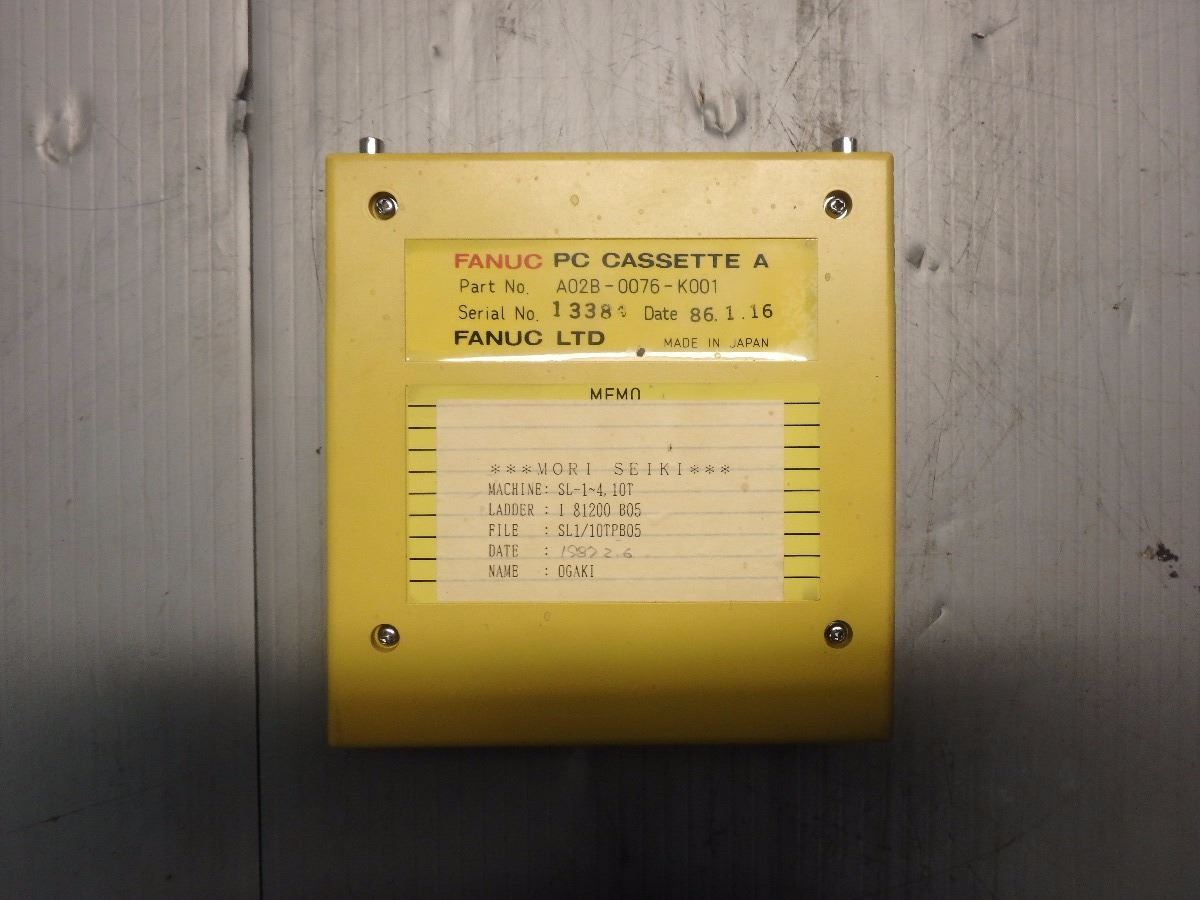 FANUC PC CASSETTE A
Part No. A02B-0076-K001
Serial No. Date 86.1.16
FANUC LTD MADE IN JAPAN
MEMO
***MORI SEIKI***
MACHINE: SL-1~4, 10T
LADDER : I 81200 B05
FILE : SL1/10TPB05
DATE :
NAME : OGAKI